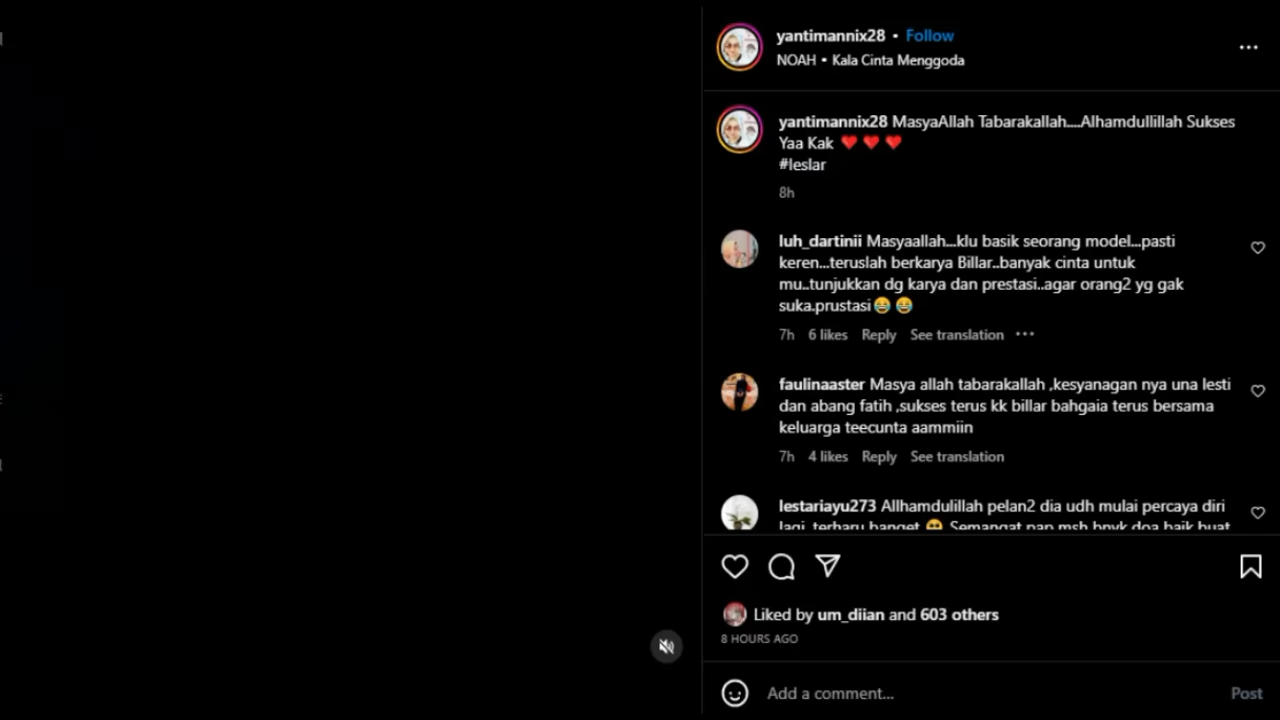 yantimannix28 • Follow
NOAH • Kala Cinta Menggoda
yantimannix28 MasyaAllah Tabarakallah....Alhamdullillah Sukses
Yaa Kak ❤️ ❤️ ❤️
#leslar
8h
luh_dartinii Masyaallah...klu basik seorang model...pasti
keren...teruslah berkarya Billar..banyak cinta untuk
mu..tunjukkan dg karya dan prestasi..agar orang2 yg gak
suka.prustasi😂 😂
7h 6 likes Reply See translation •••
faulinaaster Masya allah tabarakallah ,kesyanagan nya una lesti
dan abang fatih ,sukses terus kk billar bahgaia terus bersama
keluarga teecunta aammiin
7h 4 likes Reply See translation
lestariayu273 Allhamdulillah pelan2 dia udh mulai percaya diri
lagi, terharu banget 🥹 Semangat pap msh bnyk doa baik buat
Liked by um_diian and 603 others
8 HOURS AGO
Add a comment...
Post